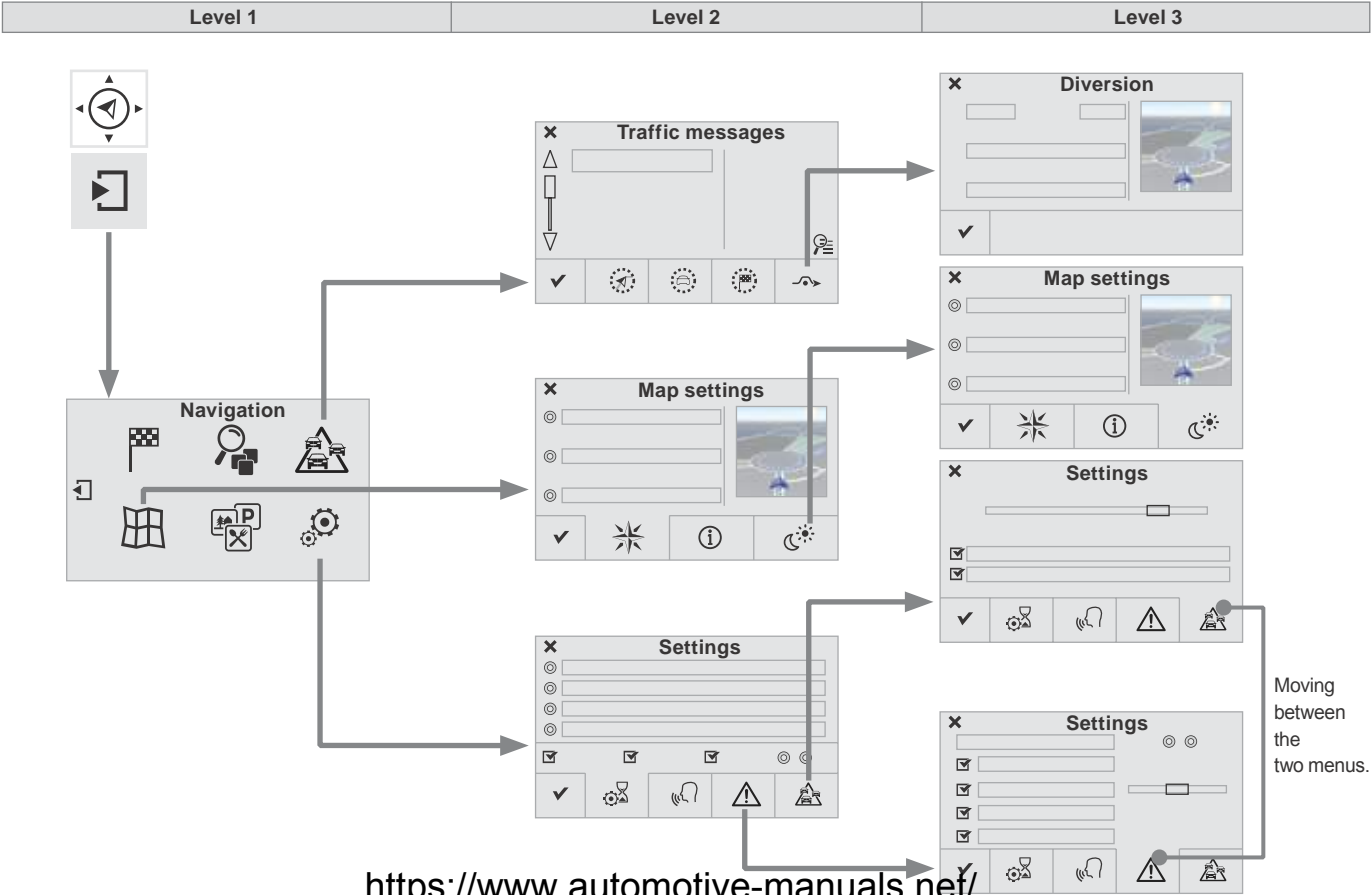 Level 1
Level 2
Level 3
Diversion
Traffic messages
Map settings
Map settings
Navigation
P
Settings
Settings
Settings
Moving
between
the
two menus.
https://www.automotive-manuals.net/